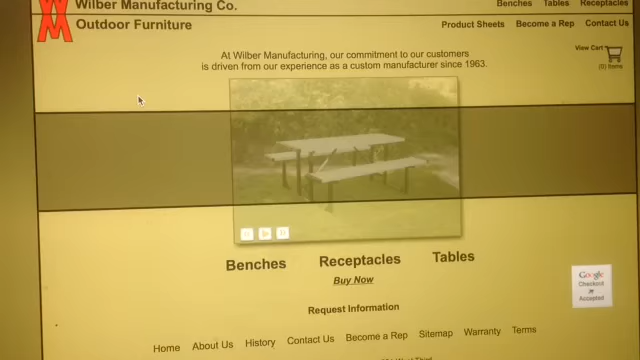 Wilber Manufacturing Co.
Benches Tables Receptacles
Outdoor Furniture
Product Sheets Become a Rep Contact Us
View Cart
(0) Items
At Wilber Manufacturing, our commitment to our customers
is driven from our experience as a custom manufacturer since 1963.
Benches Receptacles Tables
Buy Now
Google
Checkout
Accepted
Request Information
Home About Us History Contact Us Become a Rep Sitemap Warranty Terms